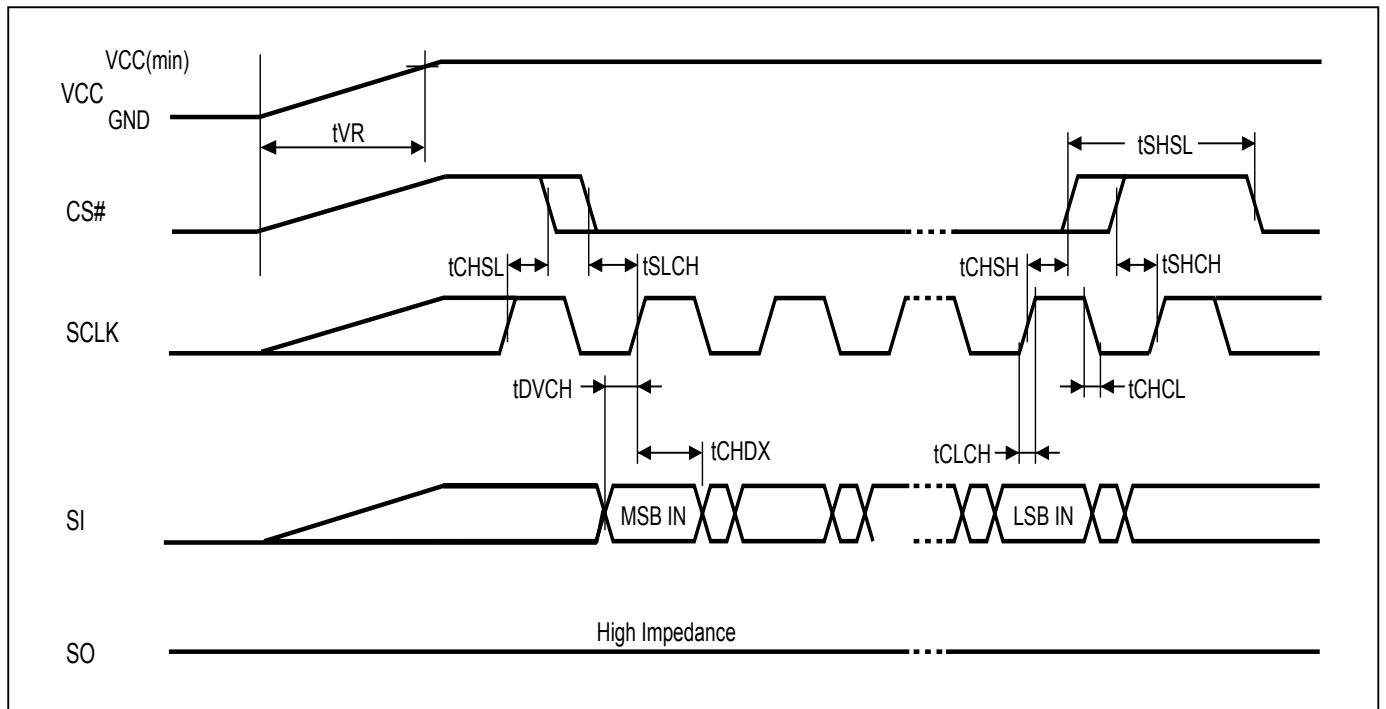 VCC(min)
VCC
GND
tVR
tSHSL
CS#
tCHSL
tSLCH
tCHSH
tSHCH
SCLK
tDVCH
tCHCL
tCHDX
tCLCH
SI
MSB IN
LSB IN
High Impedance
SO